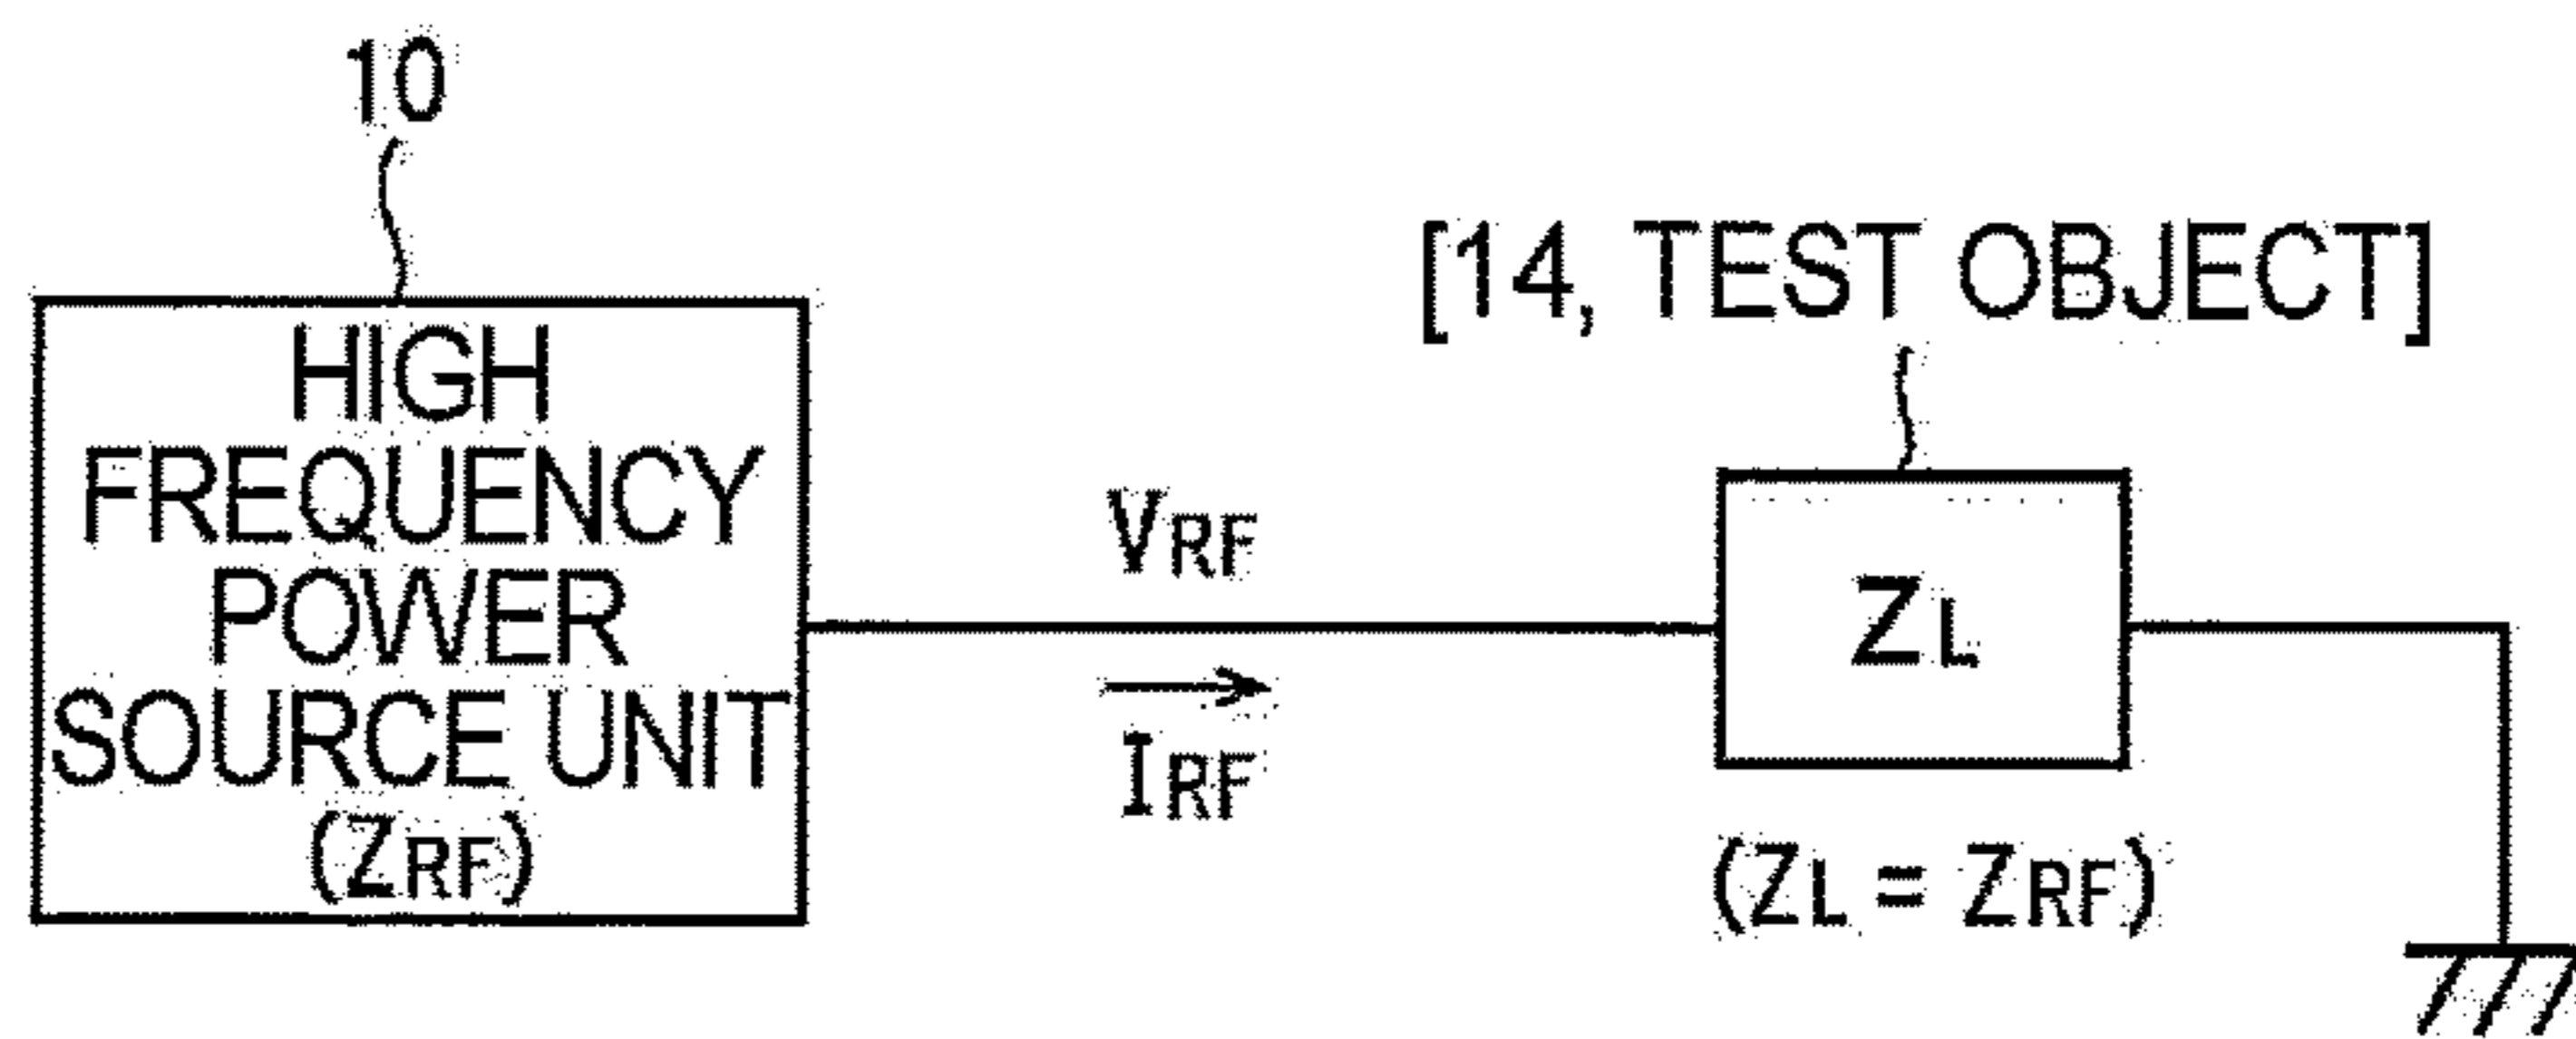 10
HIGH
FREQUENCY
POWER
SOURCE UNIT
(ZRF)
VRF
IRF
[14, TEST OBJECT]
ZL
(ZL = ZRF)